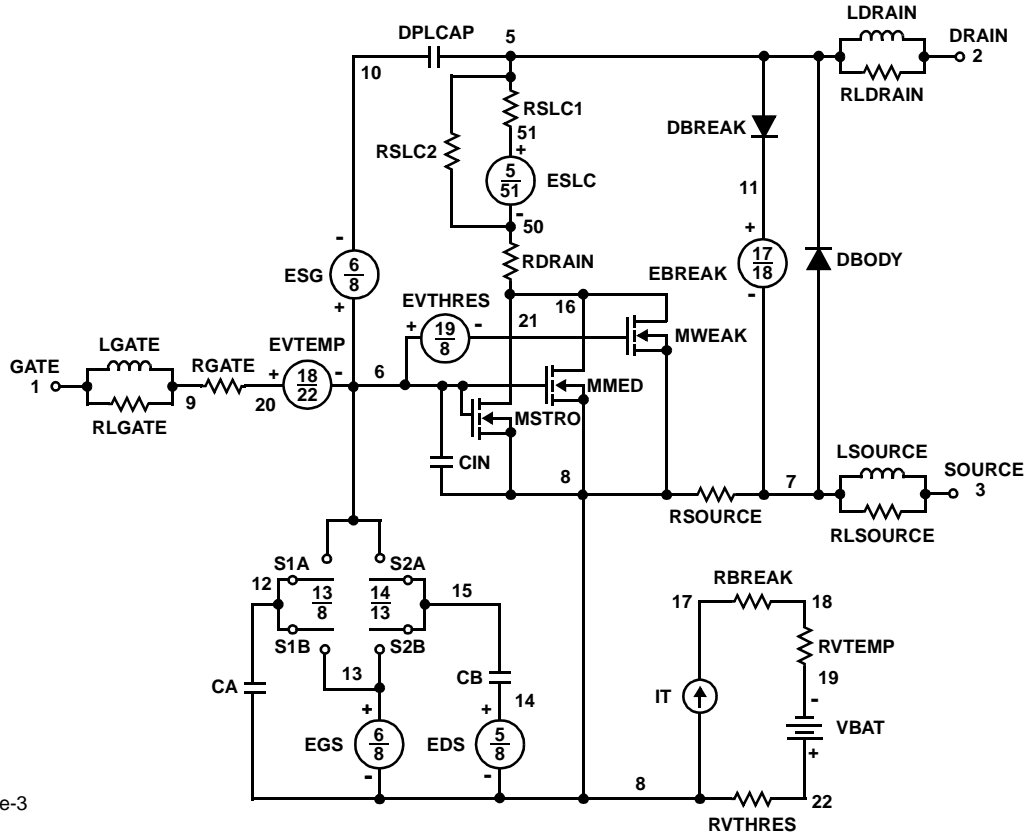 LDRAIN
DPLCAP 5 DRAIN
10 2
RSLC1 RLDRAIN
51 DBREAK
RSLC2 +
5
51 ESLC
11
-
50
- +
RDRAIN 17
18 DBODY
ESG 6
8 EBREAK
+ EVTHRES 16 -
+ 19
8 - 21
MWEAK
LGATE EVTEMP
GATE RGATE + 18
22 - 6
1 MMED
9 20 MSTRO
RLGATE
LSOURCE
CIN 8 7 SOURCE
3
RSOURCE
RLSOURCE
S1A S2A
12 13
8 14
13 15 RBREAK
17 18
S1B S2B RVTEMP
13 CB 19
CA 14 IT -
+ + VBAT
EGS 6
8 EDS 5
8 +
- - 8
22
RVTHRES
e-3